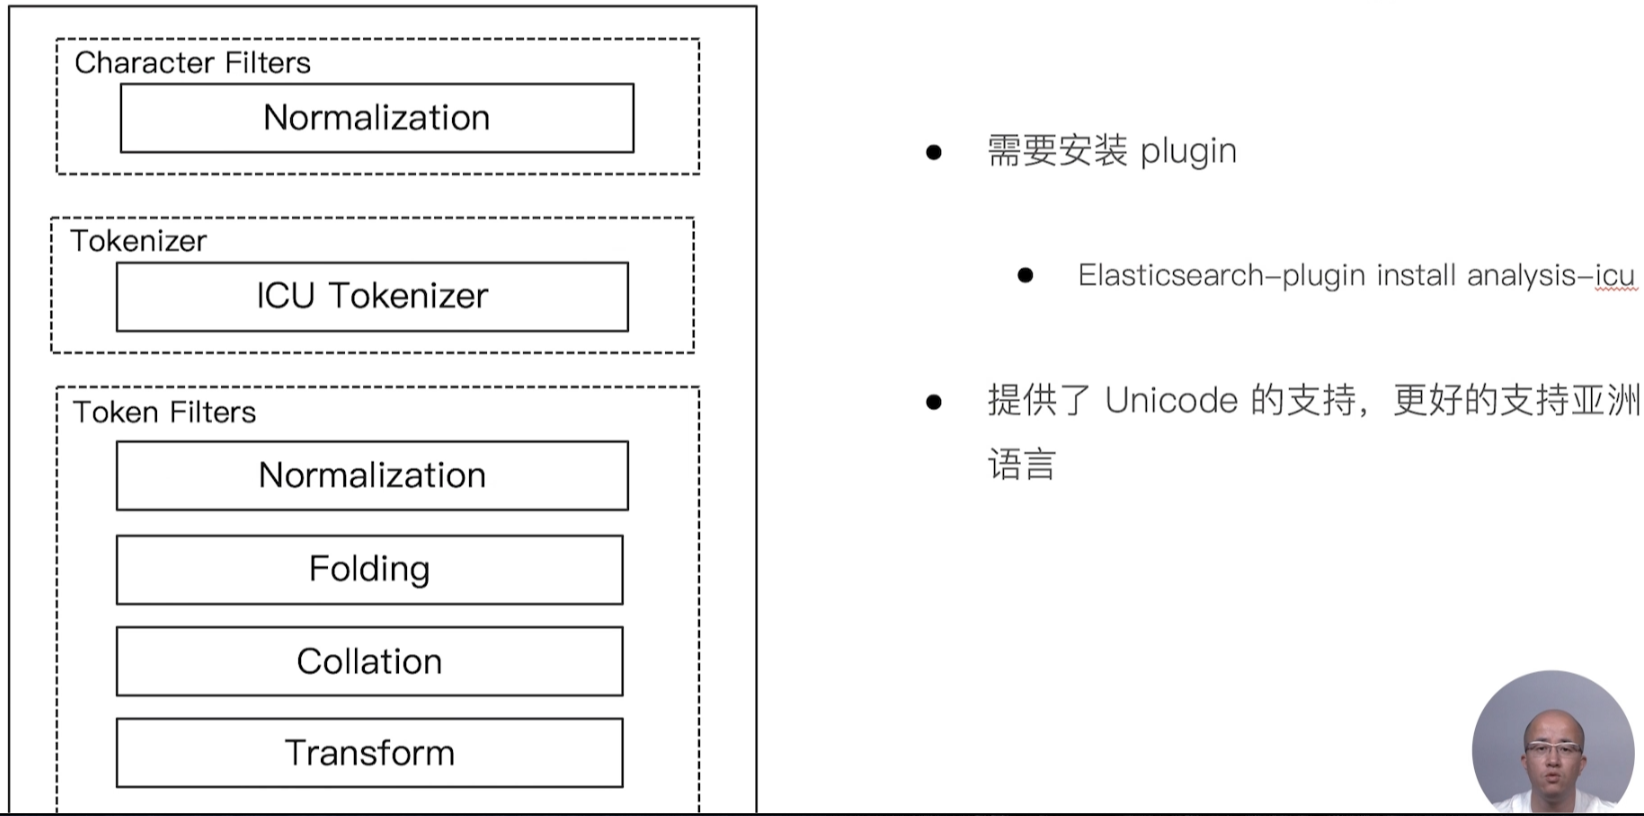 Character Filters
Normalization
Tokenizer
ICU Tokenizer
Token Filters
Normalization
Folding
Collation
Transform
需要安装 plugin
Elasticsearch–plugin install analysis–icu
提供了 Unicode 的支持，更好的支持亚洲
语言